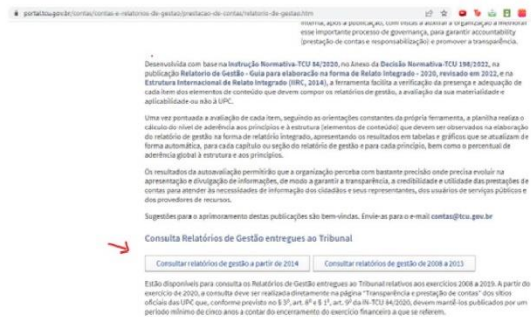 portal.tcu.gov.br/contas/contas-e-relatorios-de-gestao/prestacao-de-contas/relatorio-de-gestao.htm
interna, após a publicação, com vistas a auxiliar a organização a melhorar
esse importante processo de governança, para garantir accountability
(prestação de contas e responsabilização) e promover a transparência.
Desenvolvida com base na Instrução Normativa-TCU 84/2020, no Anexo da Decisão Normativa-TCU 198/2022, na
publicação Relatório de Gestão - Guia para elaboração na forma de Relato Integrado - 2020, revisado em 2022, e na
Estrutura Internacional de Relato Integrado (IIRC, 2014), a ferramenta facilita a verificação da presença e adequação de
cada item dos elementos de conteúdo que devem compor os relatórios de gestão, a avaliação da sua materialidade e
aplicabilidade ou não à UPC.
Uma vez pontuada a avaliação de cada item, seguindo as orientações constantes da própria ferramenta, a planilha realiza o
cálculo do nível de aderência aos princípios e à estrutura (elementos de conteúdo) que devem ser observados na elaboração
do relatório de gestão na forma de relatório integrado, apresentando os resultados em tabelas e gráficos que se atualizam de
forma automática, para cada capítulo ou seção do relatório de gestão e para cada princípio, bem como o percentual de
aderência global à estrutura e aos princípios.
Os resultados da autoavaliação permitirão que a organização perceba com bastante precisão onde precisa evoluir na
apresentação e divulgação de informações, de modo a garantir a transparência, a credibilidade e utilidade das prestações de
contas para atender às necessidades de informação dos cidadãos e seus representantes, dos usuários de serviços públicos e
dos provedores de recursos.
Sugestões para o aprimoramento destas publicações são bem-vindas. Envie-as para o e-mail contas@tcu.gov.br
Consulta Relatórios de Gestão entregues ao Tribunal
Consultar relatórios de gestão a partir de 2014
Consultar relatórios de gestão de 2008 a 2013
Estão disponíveis para consulta os Relatórios de Gestão entregues ao Tribunal relativos aos exercícios 2008 a 2019. A partir do
exercício de 2020, a consulta deve ser realizada diretamente na página "Transparência e prestação de contas" dos sítios
oficiais das UPC que, conforme previsto no § 3º, art. 8º e § 1º, art. 9º da IN-TCU 84/2020, devem mantê-los publicados por um
período mínimo de cinco anos a contar do encerramento do exercício financeiro a que se referem.